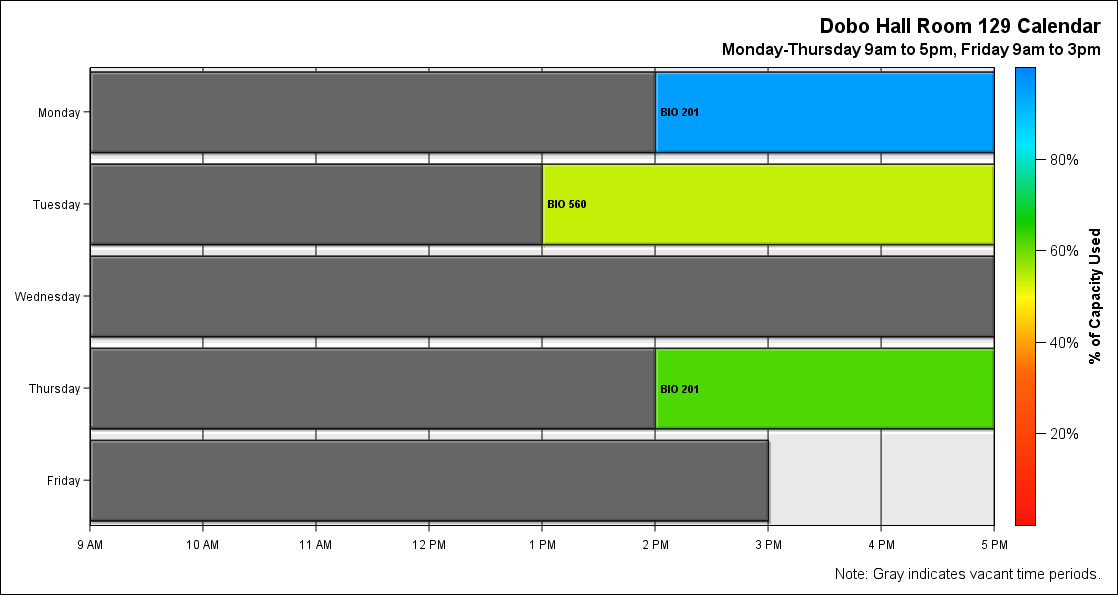 Dobo Hall Room 129 Calendar
Monday-Thursday 9am to 5pm, Friday 9am to 3pm
Monday
BIO 201
Tuesday
BIO 560
Wednesday
Thursday
BIO 201
Friday
9 AM 10 AM 11 AM 12 PM 1 PM 2 PM 3 PM 4 PM 5 PM
80%
60%
40%
20%
% of Capacity Used
Note: Gray indicates vacant time periods.